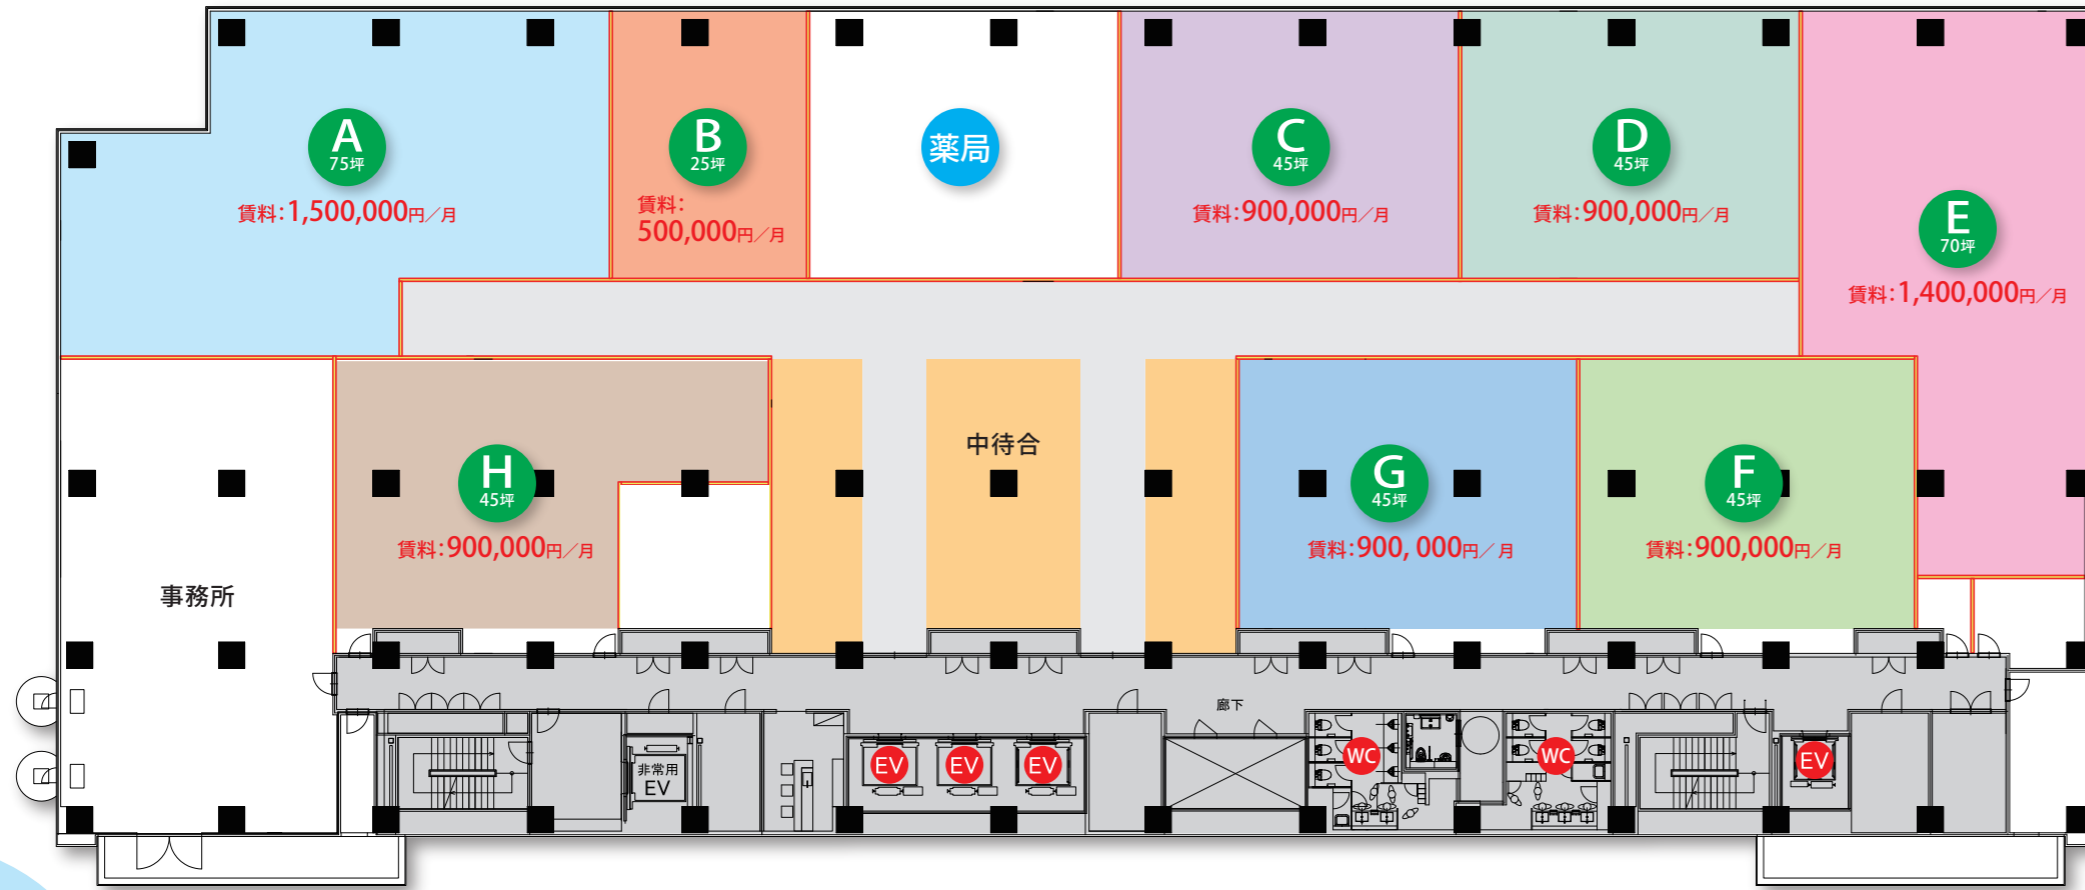 A
75坪
賃料：1,500,000円／月
B
25坪
賃料：
500,000円／月
薬局
C
45坪
賃料：900,000円／月
D
45坪
賃料：900,000円／月
E
70坪
賃料：1,400,000円／月
中待合
H
45坪
賃料：900,000円／月
G
45坪
賃料：900,000円／月
F
45坪
賃料：900,000円／月
事務所
廊下
非常用
EV
EV
EV
EV
WC
WC
EV